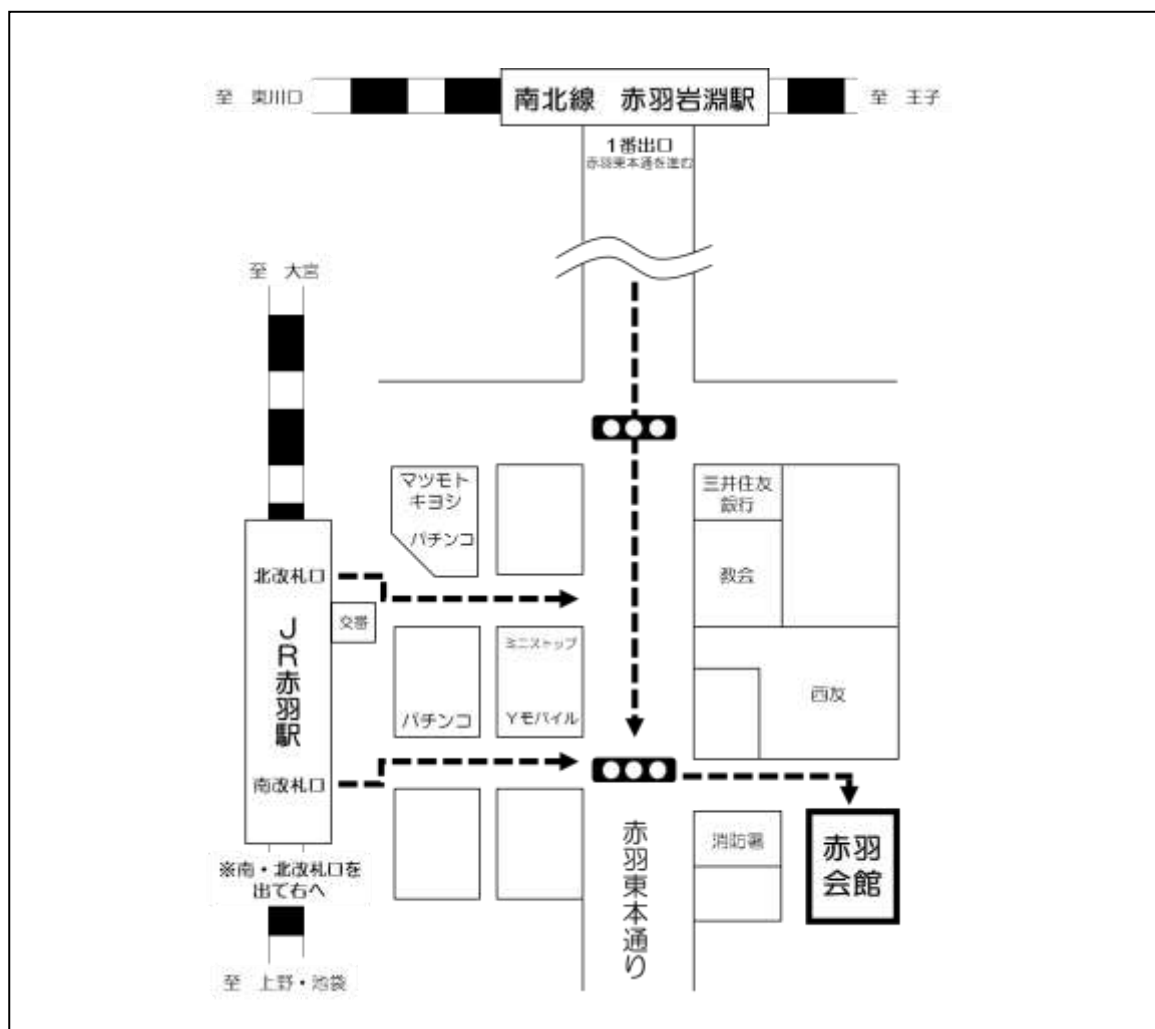 至 東川口
南北線 赤羽岩淵駅
至 王子
1番出口
赤羽東本通を進む
至 大宮
マツモト
キヨシ
パチンコ
三井住友
銀行
北改札口
教会
交番
JR赤羽駅
ミニストップ
Yモバイル
パチンコ
西友
南改札口
消防署
赤羽
会館
赤羽東本通り
※南・北改札口を
出て右へ
至 上野・池袋